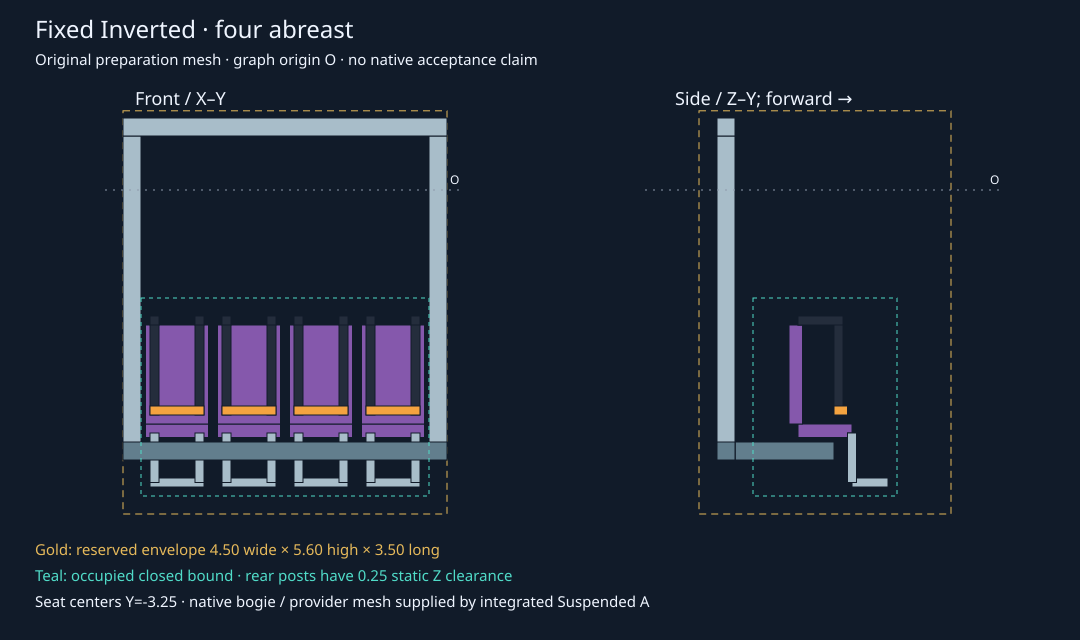 Fixed Inverted · four abreast
Original preparation mesh · graph origin O · no native acceptance claim
Front / X–Y
Side / Z–Y; forward →
O
O
Gold: reserved envelope 4.50 wide × 5.60 high × 3.50 long
Teal: occupied closed bound · rear posts have 0.25 static Z clearance
Seat centers Y=-3.25 · native bogie / provider mesh supplied by integrated Suspended A